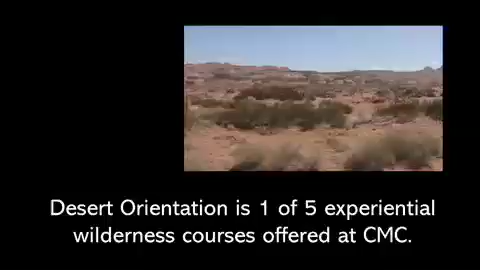 Desert Orientation is 1 of 5 experiential
wilderness courses offered at CMC.